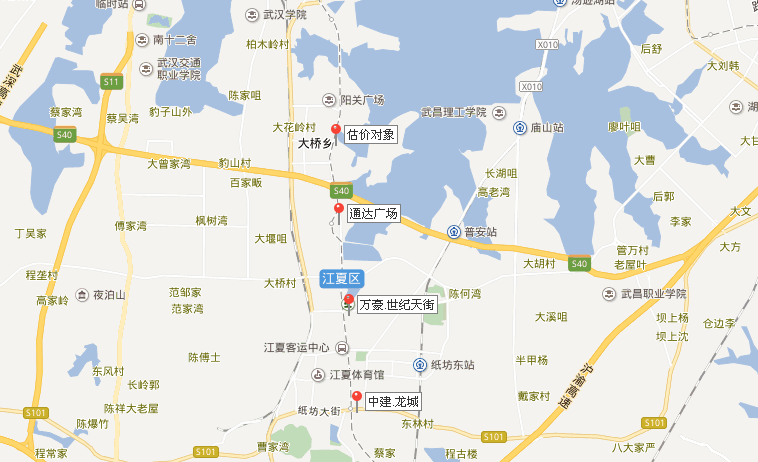 临时站
武汉学院
汤逊湖站
南十二舍
柏木岭村
X010
后舒
武汉交通
职业学院
大刘韩
武深高速
S11
陈家咀
X010
阳关广场
蔡家湾
豹子山外
武昌理工学院
蔡吴湾
大花岭村
估价对象
庙山站
廖叶咀
S40
大桥乡
大曾家湾
豹山村
大曹
长湖咀
百家畈
S40
高老湾
后郭
通达广场
大文
枫树湾
李家
傅家湾
丁吴家
普安站
大堰咀
大方
管万村
大胡村
S40
老屋叶
程垄村
江夏区
大桥村
范邹家
夜泊山
陈何湾
武昌职业学院
高家岭
万豪.世纪天街
范家湾
大溪咀
坝上杨
仓边李
坝上沈
江夏客运中心
陈傅士
半甲杨
纸坊东站
东风村
江夏体育馆
沪渝高速
长岭郭
戴家村
中建.龙城
陈祥大老屋
S101
纸坊大街
陈爆竹
东林村
S101
S101
曹家湾
S101
程常家
蔡家
程古楼
八大家严